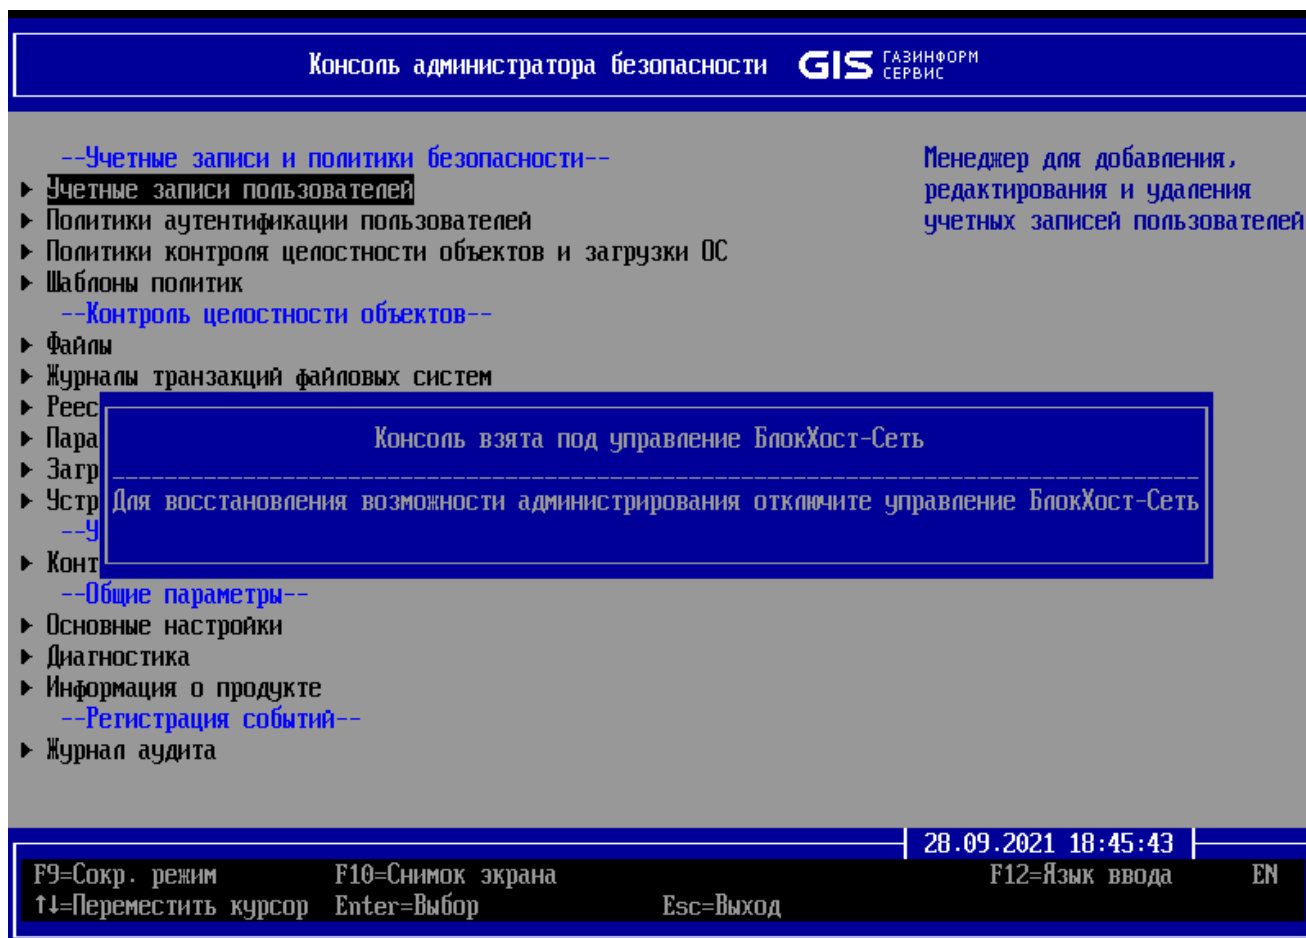 Консоль администратора безопасности GIS ГАЗИНФОРМ СЕРВИС
--Учетные записи и политики безопасности--
Учетные записи пользователей
Политики аутентификации пользователей
Политики контроля целостности объектов и загрузки ОС
Шаблоны политик
--Контроль целостности объектов--
Файлы
Журналы транзакций файловых систем
Реес
Пара
Загр
Устр
--У
Конт
--Общие параметры--
Основные настройки
Диагностика
Информация о продукте
--Регистрация событий--
Журнал аудита
Менеджер для добавления,
редактирования и удаления
учетных записей пользователей
Консоль взята под управление БлокХост-Сеть
Для восстановления возможности администрирования отключите управление БлокХост-Сеть
28.09.2021 18:45:43
F9=Сокр. режим F10=Снимок экрана F12=Язык ввода EN
↑↓=Переместить курсор Enter=Выбор Esc=Выход